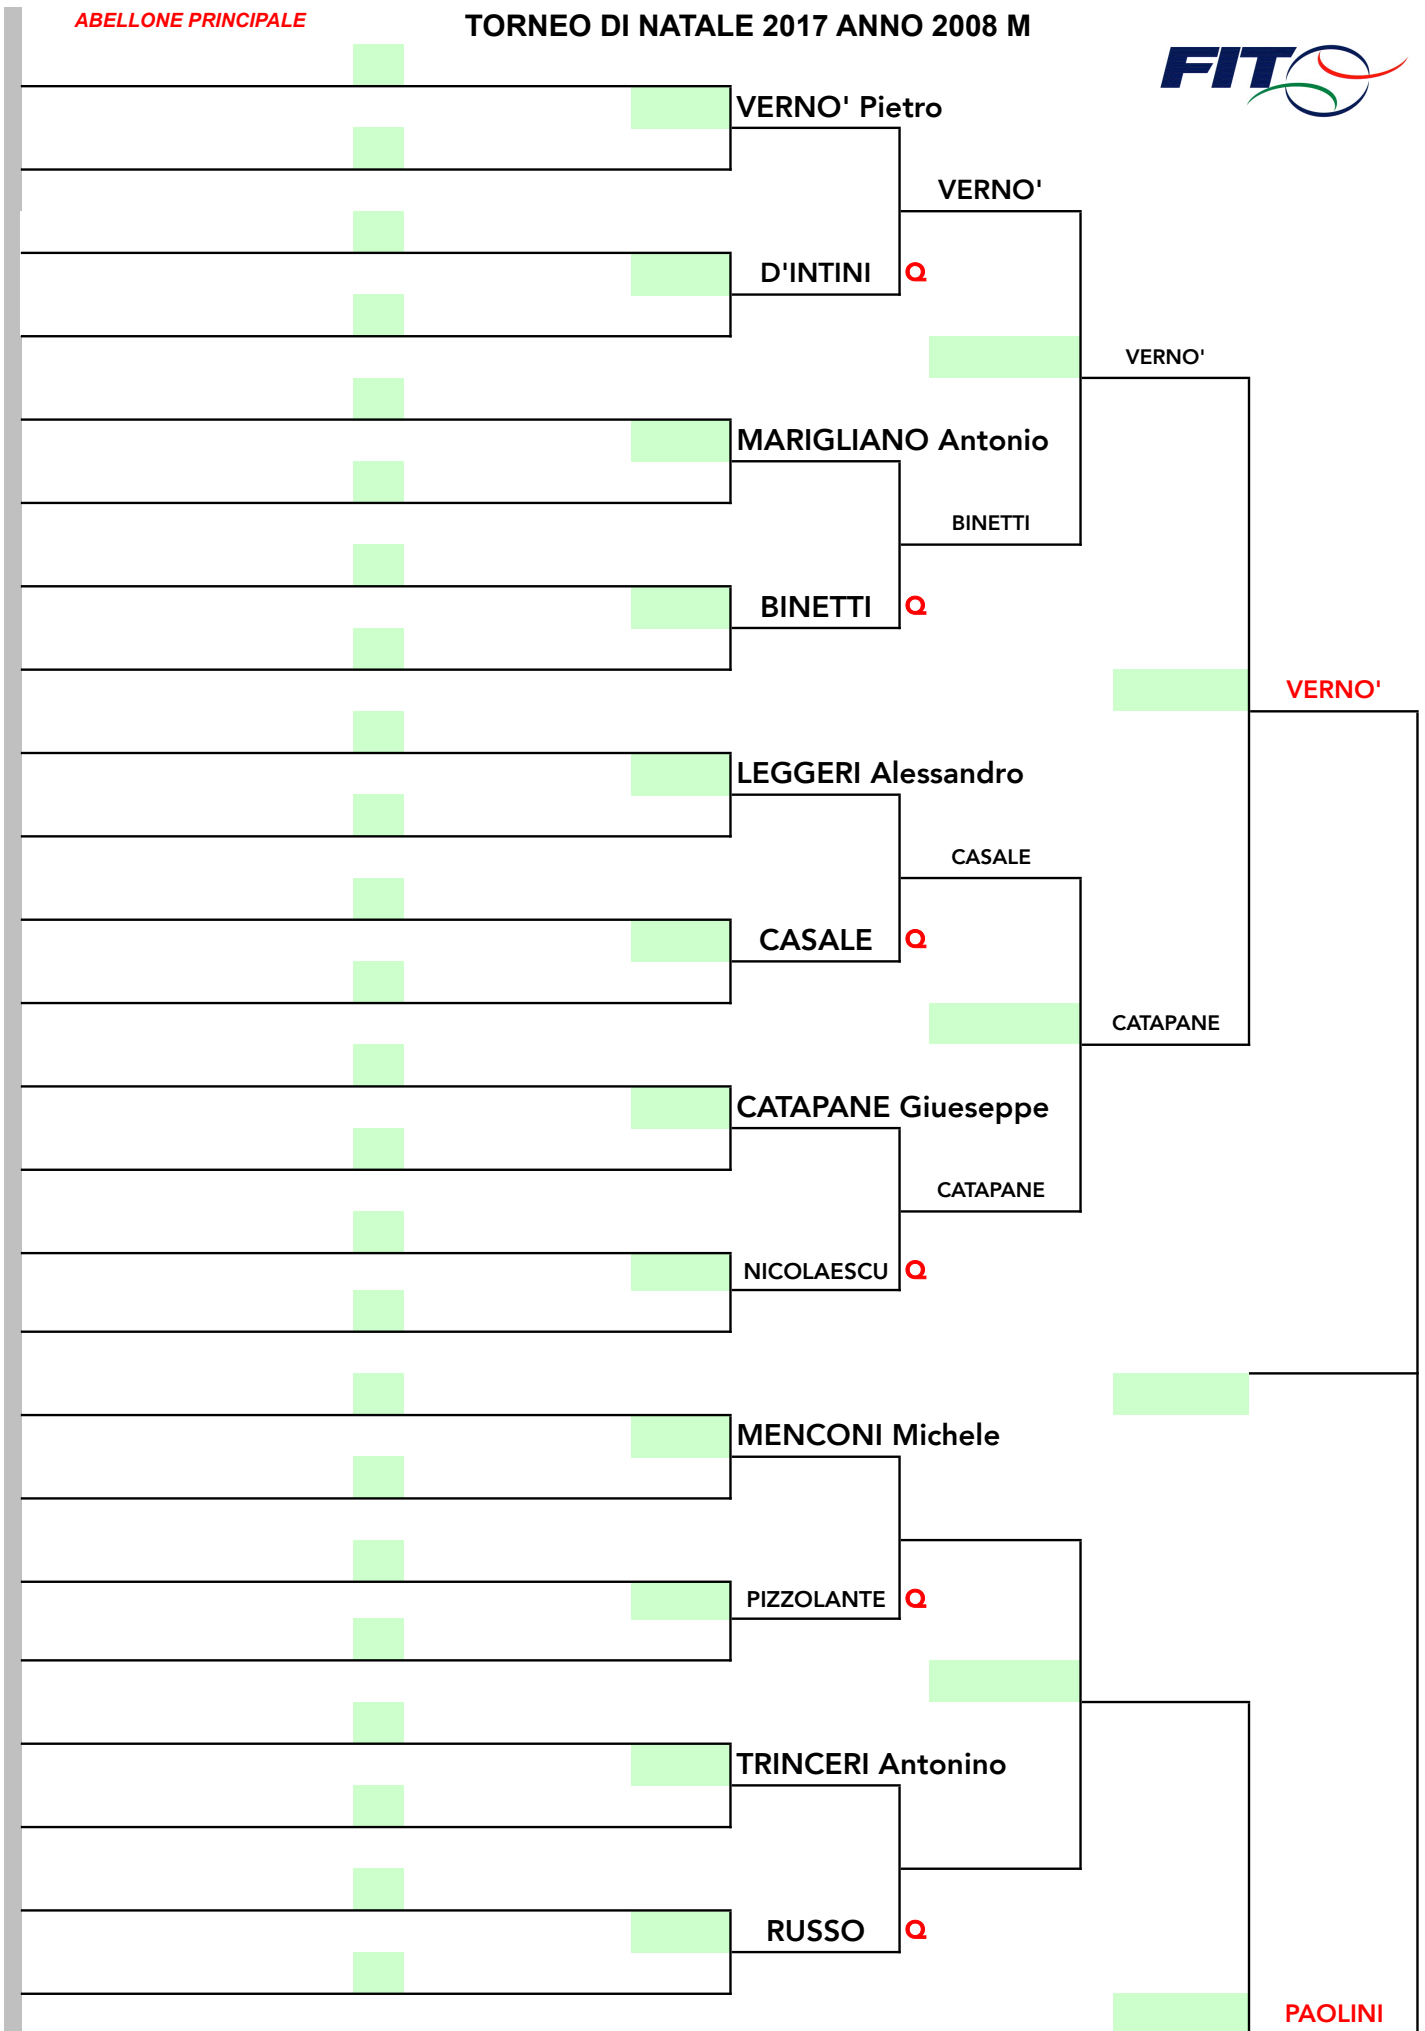 ABELLONE PRINCIPALE
TORNEO DI NATALE 2017 ANNO 2008 M
FIT
VERNO' Pietro
VERNO'
D'INTINI Q
VERNO'
MARIGLIANO Antonio
BINETTI
BINETTI Q
VERNO'
LEGGERI Alessandro
CASALE
CASALE Q
CATAPANE
CATAPANE Giueseppe
CATAPANE
NICOLAESCU Q
MENCONI Michele
PIZZOLANTE Q
TRINCERI Antonino
RUSSO Q
PAOLINI